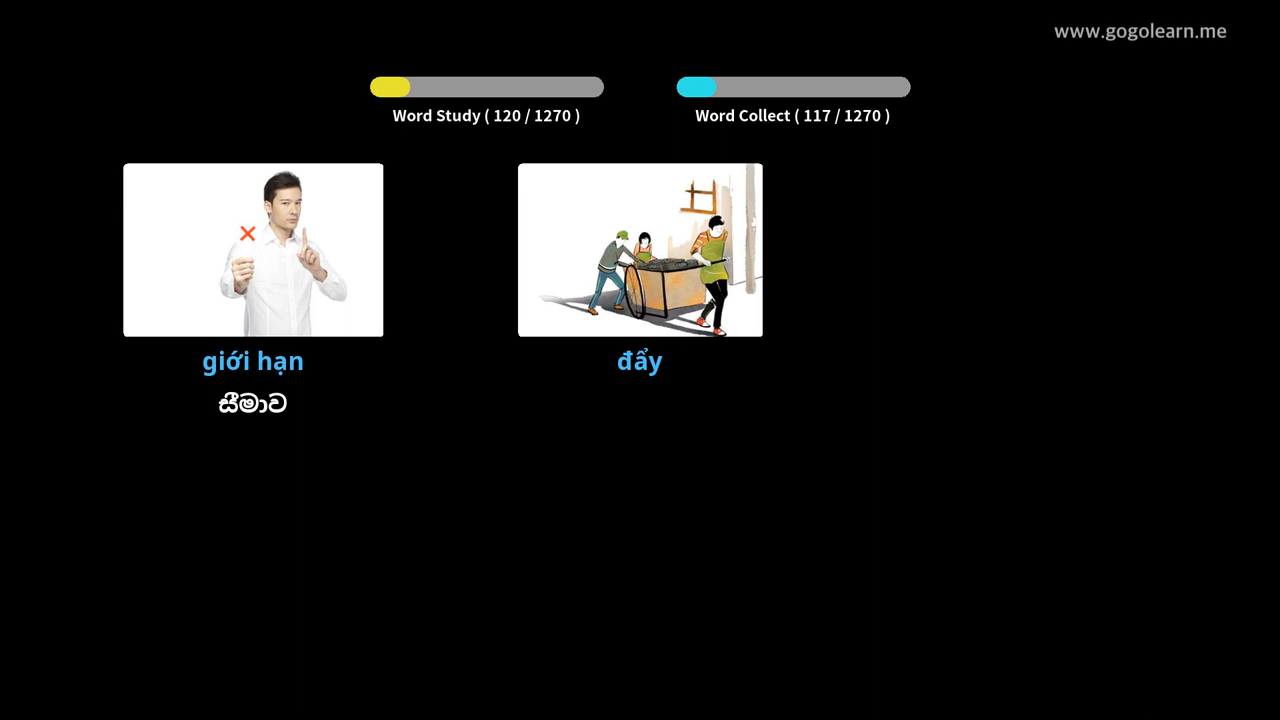 www.gogolearn.me
Word Study ( 120 / 1270 )
Word Collect ( 117 / 1270 )
giới hạn
සීමාව
đẩy